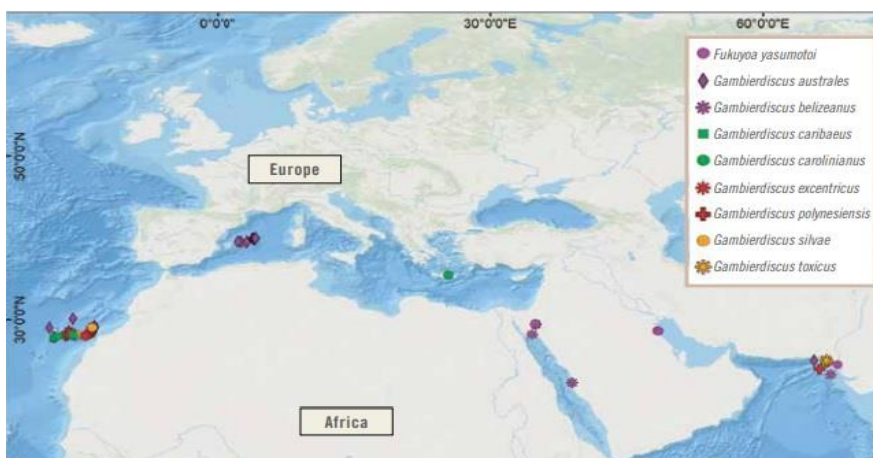 0°0'0"
30°0'0"E
60°0'0"E
Fukuyoa yasumotoi
Gambierdiscus australes
Gambierdiscus belizeanus
Gambierdiscus caribaeus
Gambierdiscus carolinianus
Gambierdiscus excentricus
Gambierdiscus polynesiensis
Gambierdiscus silvae
Gambierdiscus toxicus
50°0'0"N
Europe
30°0'0"N
Africa